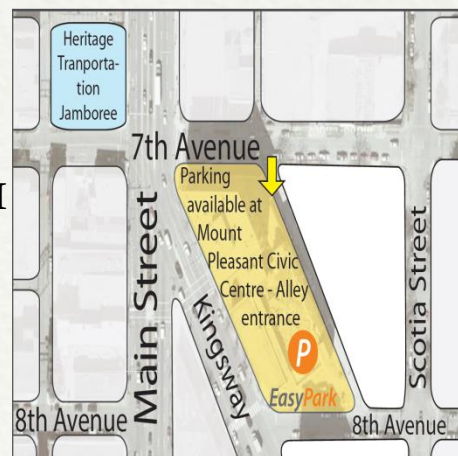 Heritage
Tranporta-
tion
Jamboree
7th Avenue
Parking
available at
Mount
Pleasant Civic
Centre - Alley
entrance
P
EasyPark
Main Street
Kingsway
Scotia Street
8th Avenue
8th Avenue